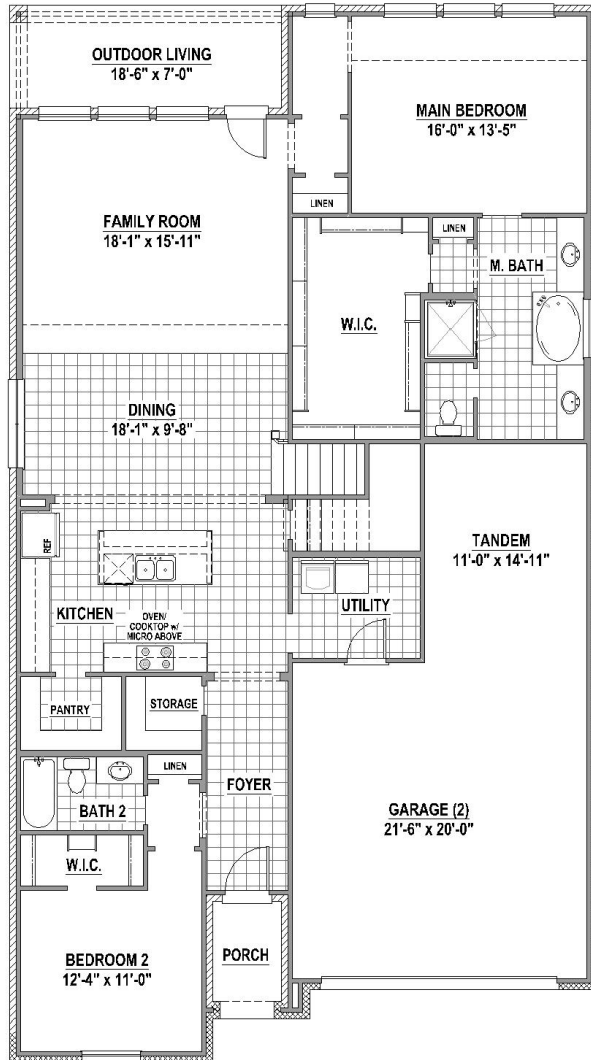 OUTDOOR LIVING
18'-6" x 7'-0"
MAIN BEDROOM
16'-0" x 13'-5"
LINEN
FAMILY ROOM
18'-1" x 15'-11"
LINEN
M. BATH
W.I.C.
DINING
18'-1" x 9'-8"
REF
TANDEM
11'-0" x 14'-11"
KITCHEN
OVEN/
COOKTOP w/
MICRO ABOVE
UTILITY
PANTRY
STORAGE
LINEN
FOYER
BATH 2
GARAGE (2)
21'-6" x 20'-0"
W.I.C.
BEDROOM 2
12'-4" x 11'-0"
PORCH